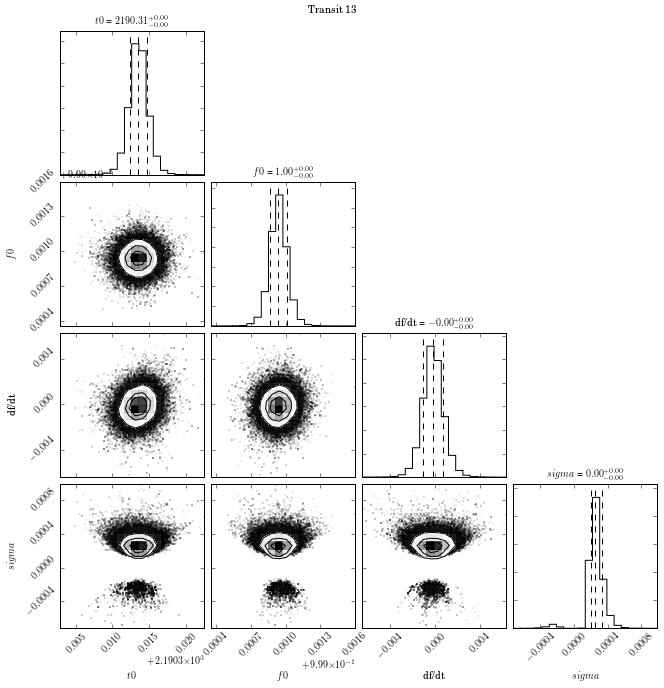 Transit 13
t0 = 2190.31 +0.00 −0.00
0.0016
f0 = 1.00 +0.00 −0.00
0.0013
0.0010
0.0007
0.0004
f0
df/dt = −0.00 +0.00 −0.00
0.001
0.000
−0.001
df/dt
sigma = 0.00 +0.00 −0.00
0.0008
0.0004
0.0000
−0.0004
sigma
0.005 0.010 0.015 0.020
+2.1903×10³
t0
0.0004 0.0007 0.0010 0.0013 0.0016
+9.99×10⁻¹
f0
−0.001 0.000 0.001
df/dt
−0.0004 0.0000 0.0004 0.0008
sigma